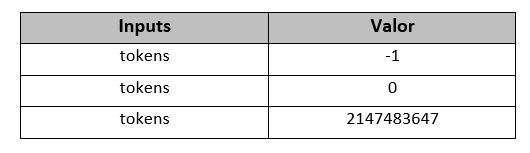 Inputs Valor
tokens -1
tokens 0
tokens 2147483647